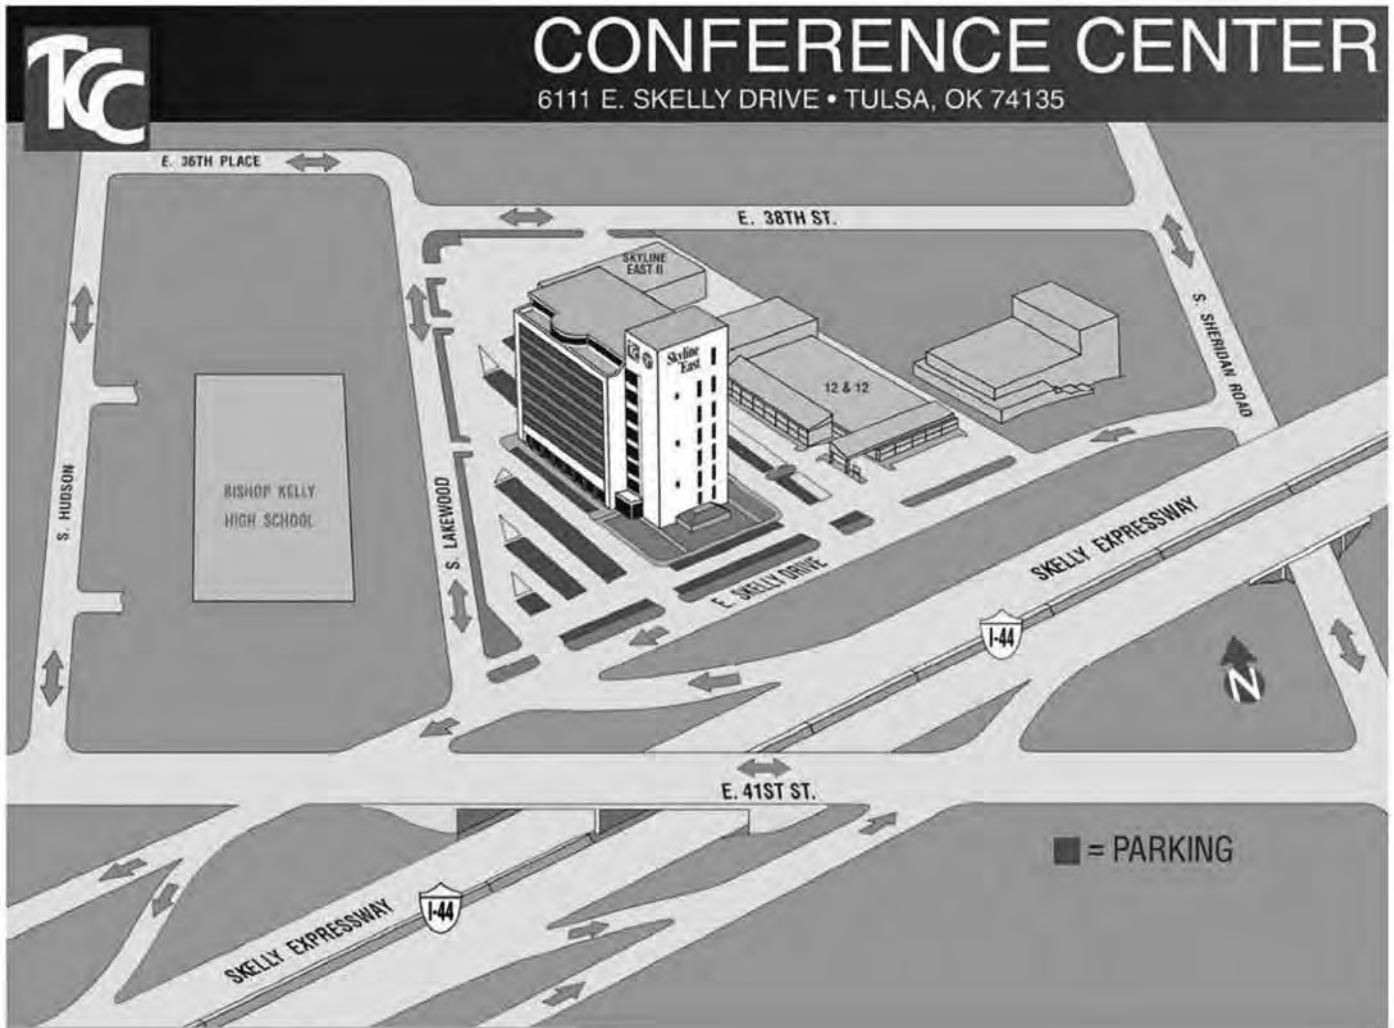 TCC
CONFERENCE CENTER
6111 E. SKELLY DRIVE • TULSA, OK 74135
E. 36TH PLACE
E. 38TH ST.
SKYLINE
EAST II
S. SHERIDAN ROAD
TCC
Skyline
East
12 & 12
S. HUDSON
BISHOP KELLY
HIGH SCHOOL
S. LAKEWOOD
E. SKELLY DRIVE
SKELLY EXPRESSWAY
I-44
N
E. 41ST ST.
= PARKING
SKELLY EXPRESSWAY
I-44